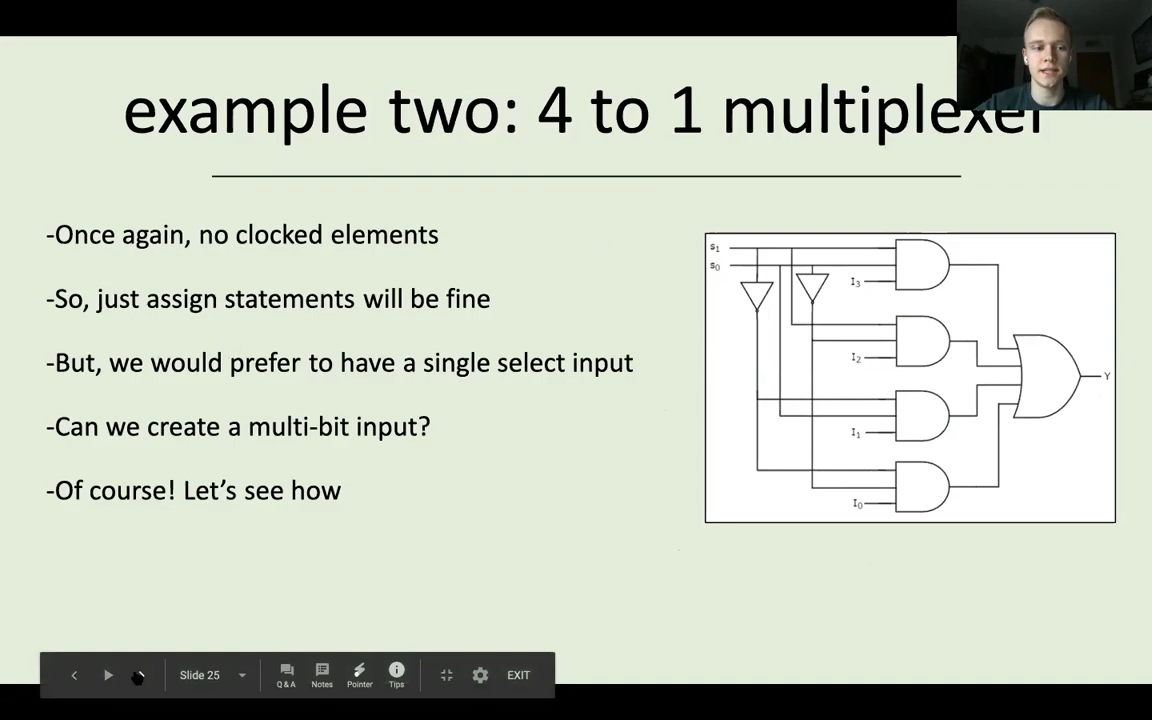 example two: 4 to 1 multiplexer
-Once again, no clocked elements
-So, just assign statements will be fine
-But, we would prefer to have a single select input
-Can we create a multi-bit input?
-Of course! Let's see how
S1
S0
I3
I2
Y
I1
I0
Slide 25
Q & A
Notes
Pointer
Tips
EXIT